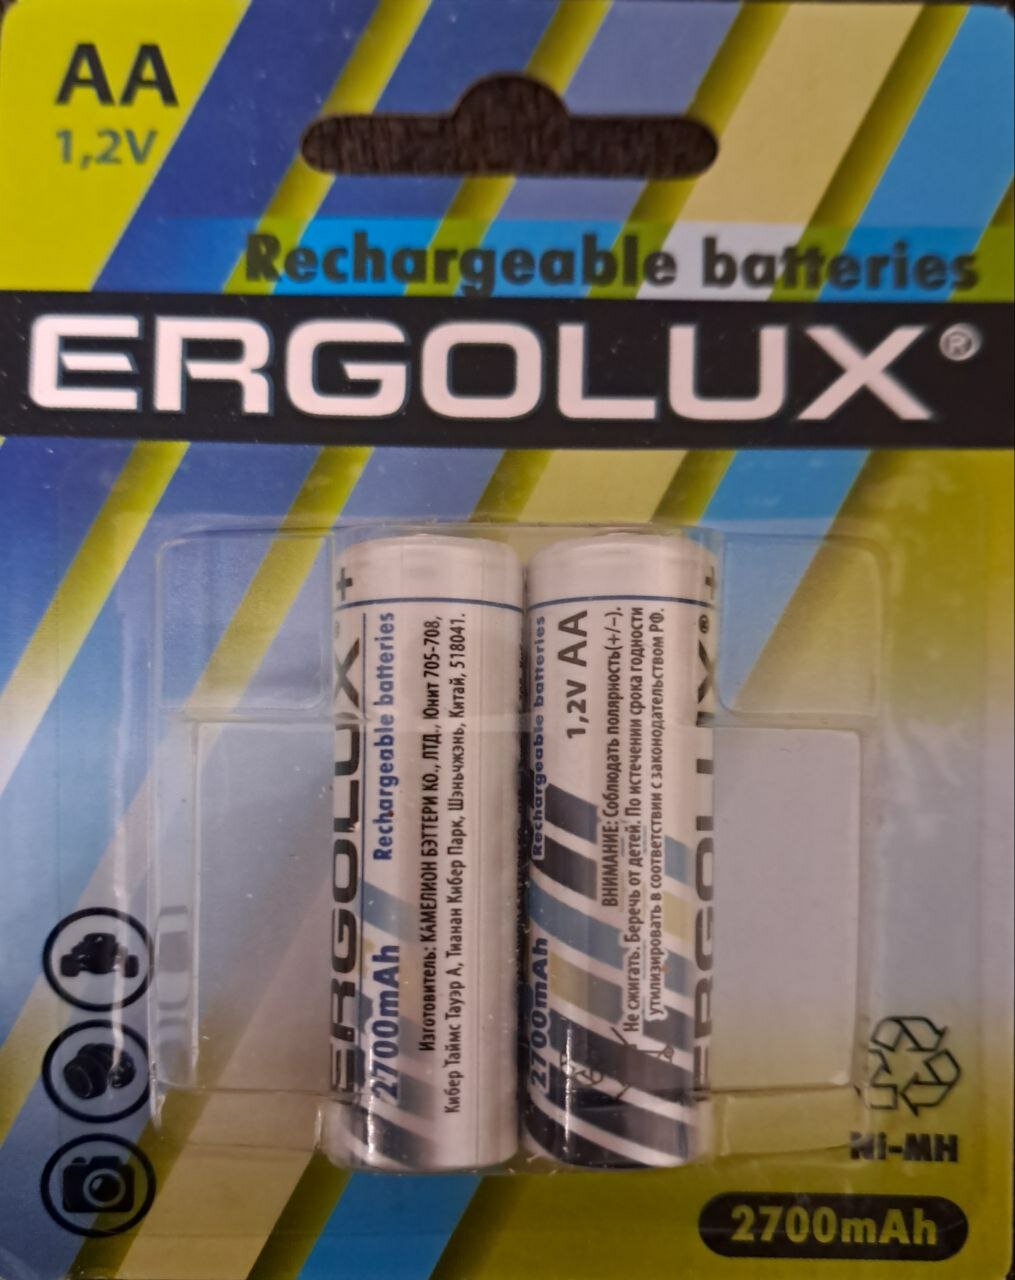 AA
1,2V
Rechargeable batteries
ERGOLUX®
+
ERGOLUX®
2700mAh Rechargeable batteries
Изготовитель: КАМЕЛИОН БЭТТЕРИ КО., ЛТД., Юнит 705-708,
Кибер Таймс Тауэр А, Тианан Кибер Парк, Шэньчжэнь, Китай, 518041.
2700mAh Rechargeable batteries
1,2V AA
ВНИМАНИЕ: Соблюдать полярность(+/–).
Не сжигать. Беречь от детей. По истечении срока годности
утилизировать в соответствии с законодательством РФ.
ERGOLUX®
+
Ni-MH
2700mAh